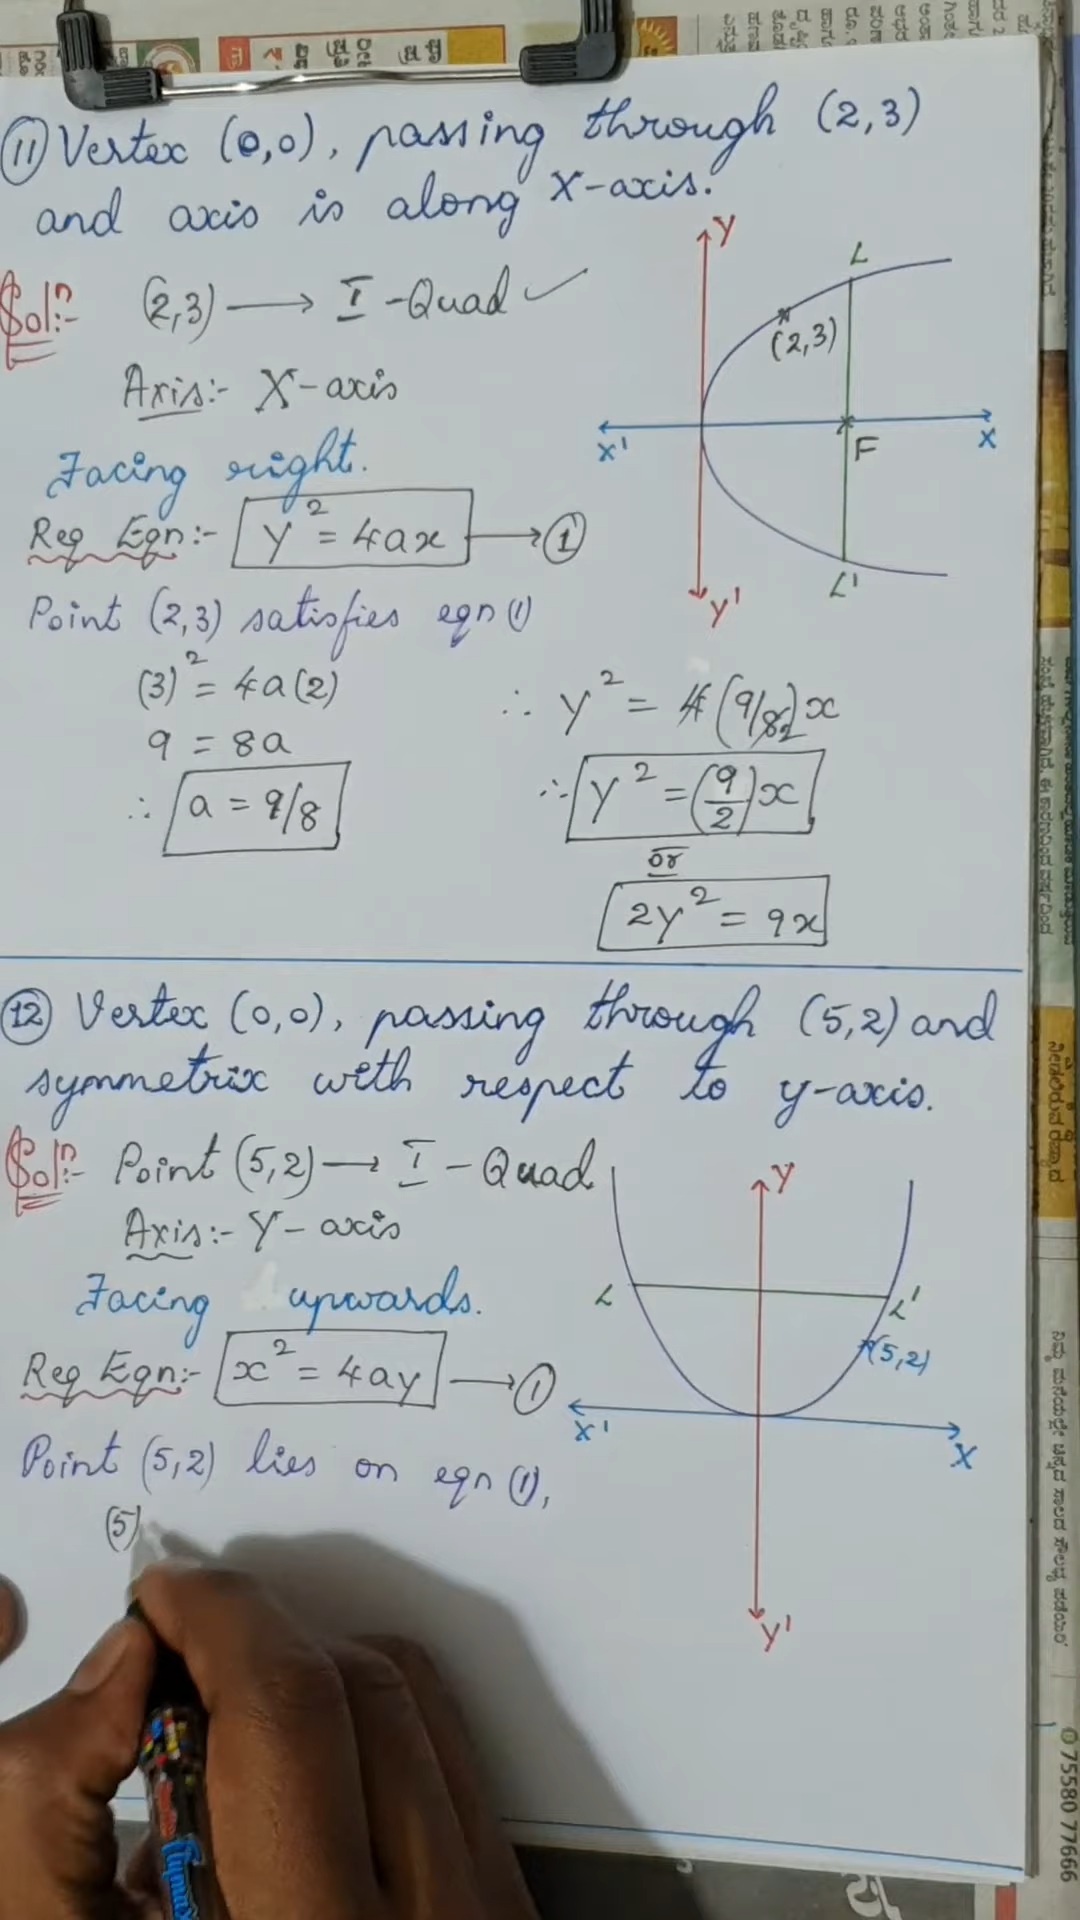 ⑪ Vertex (0,0), passing through (2,3)
and axis is along X-axis.
Solⁿ:- (2,3) → I-Quad ✓
Axis:- X-axis
Facing right.
Req Eqn:- y² = 4ax → ①
Point (2,3) satisfies eqn (1)
(3)² = 4a(2)
9 = 8a
∴ a = 9/8
Y
L
(2,3)
X'
F
X
L'
Y'
∴ y² = 4(9/8₂)x
∴ y² = (9/2)x
or
2y² = 9x
⑫ Vertex (0,0), passing through (5,2) and
symmetrix with respect to y-axis.
Solⁿ:- Point (5,2) → I-Quad
Axis:- Y-axis
Facing upwards.
Req Eqn:- x² = 4ay → ①
Point (5,2) lies on eqn (1),
(5)
Y
L
L'
(5,2)
X'
X
Y'
75580 77666